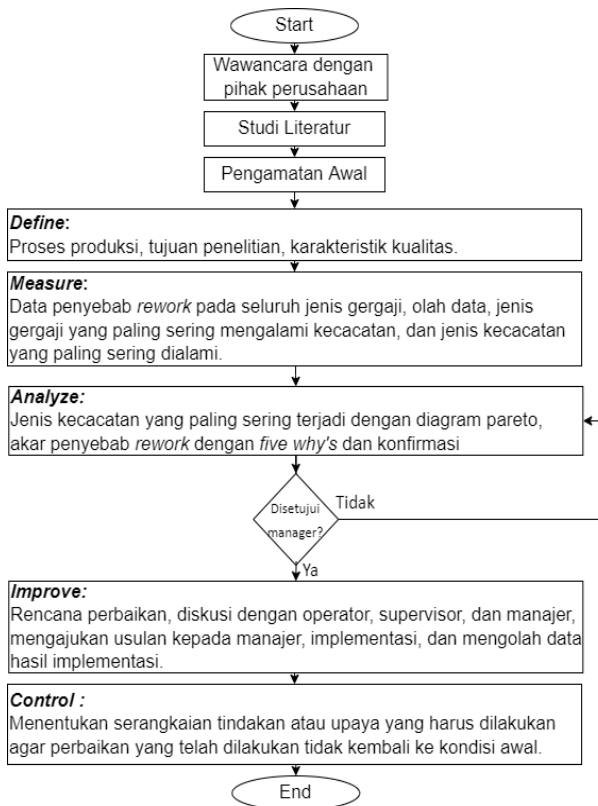 Start
Wawancara dengan
pihak perusahaan
Studi Literatur
Pengamatan Awal
Define:
Proses produksi, tujuan penelitian, karakteristik kualitas.
Measure:
Data penyebab rework pada seluruh jenis gergaji, olah data, jenis
gergaji yang paling sering mengalami kecacatan, dan jenis kecacatan
yang paling sering dialami.
Analyze:
Jenis kecacatan yang paling sering terjadi dengan diagram pareto,
akar penyebab rework dengan five why's dan konfirmasi
Disetujui
manager?
Tidak
Ya
Improve:
Rencana perbaikan, diskusi dengan operator, supervisor, dan manajer,
mengajukan usulan kepada manajer, implementasi, dan mengolah data
hasil implementasi.
Control :
Menentukan serangkaian tindakan atau upaya yang harus dilakukan
agar perbaikan yang telah dilakukan tidak kembali ke kondisi awal.
End